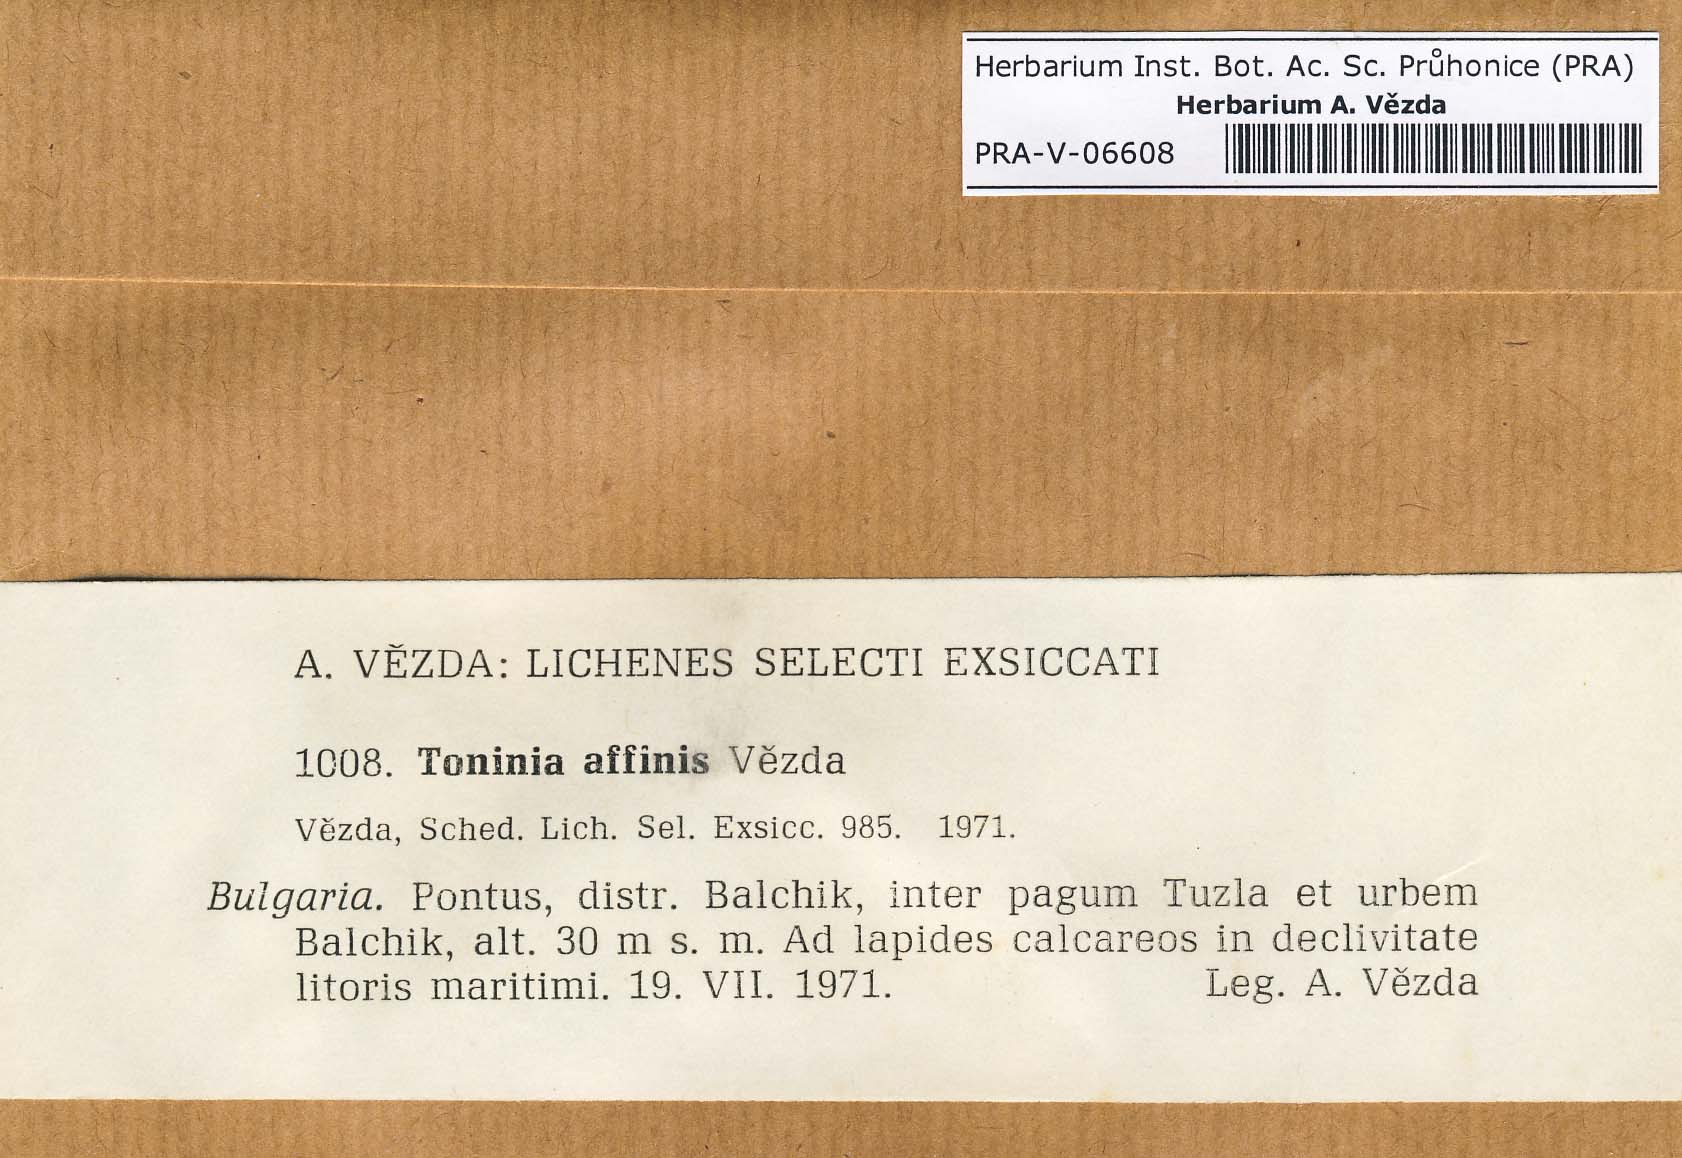 Herbarium Inst. Bot. Ac. Sc. Průhonice (PRA)
Herbarium A. Vězda
PRA-V-06608
A. VĚZDA: LICHENES SELECTI EXSICCATI
1008. Toninia affinis Vězda
Vězda, Sched. Lich. Sel. Exsicc. 985. 1971.
Bulgaria. Pontus, distr. Balchik, inter pagum Tuzla et urbem
Balchik, alt. 30 m s. m. Ad lapides calcareos in declivitate
litoris maritimi. 19. VII. 1971. Leg. A. Vězda